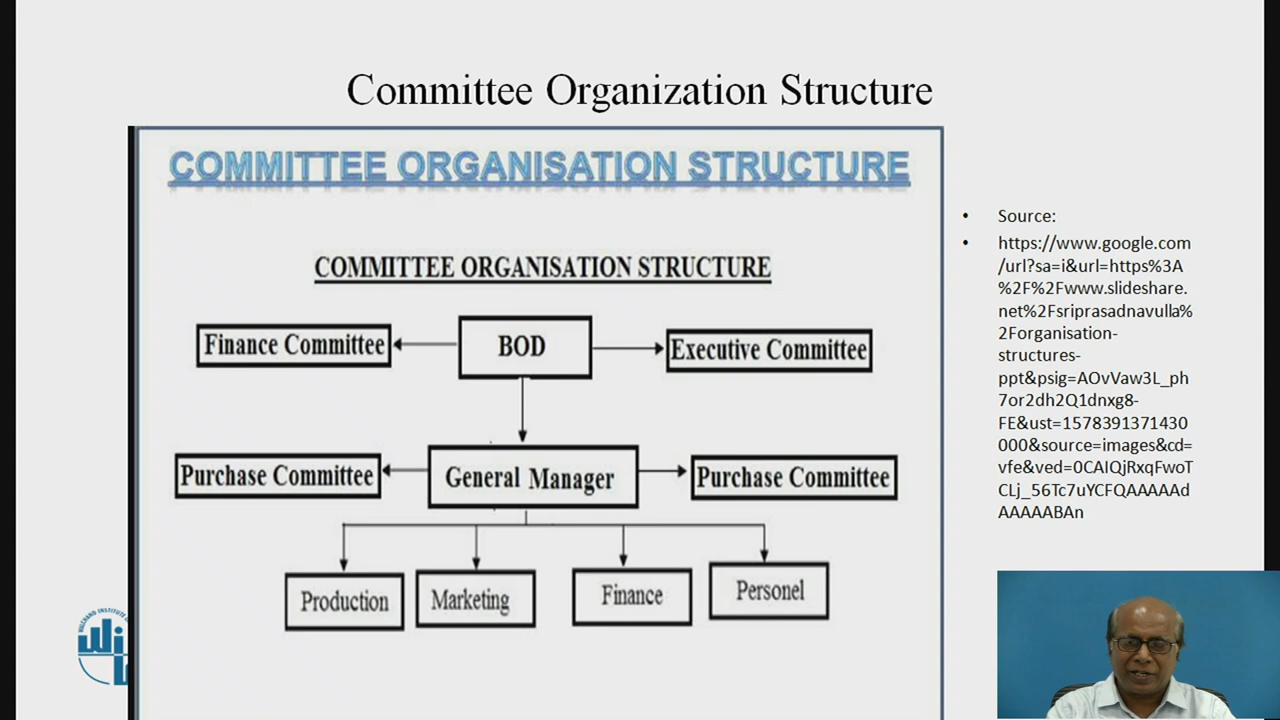 Committee Organization Structure
COMMITTEE ORGANISATION STRUCTURE
COMMITTEE ORGANISATION STRUCTURE
Finance Committee
BOD
Executive Committee
Purchase Committee
General Manager
Purchase Committee
Production
Marketing
Finance
Personel
• Source:
• https://www.google.com
/url?sa=i&url=https%3A
%2F%2Fwww.slideshare.
net%2Fsriprasadnavulla%
2Forganisation-
structures-
ppt&psig=AOvVaw3L_ph
7or2dh2Q1dnxg8-
FE&ust=1578391371430
000&source=images&cd=
vfe&ved=0CAIQjRxqFwoT
CLj_56Tc7uYCFQAAAAAd
AAAAABAn